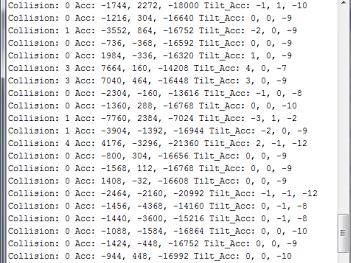 Collision: 0 Acc: -1744, 2272, -18000 Tilt_Acc: -1, 1, -10
Collision: 0 Acc: -1216, 304, -16640 Tilt_Acc: 0, 0, -9
Collision: 1 Acc: -3552, 864, -16752 Tilt_Acc: -2, 0, -9
Collision: 0 Acc: -736, -368, -16592 Tilt_Acc: 0, 0, -9
Collision: 0 Acc: 1984, -336, -16320 Tilt_Acc: 1, 0, -9
Collision: 3 Acc: 7664, 160, -14208 Tilt_Acc: 4, 0, -7
Collision: 3 Acc: 7040, 464, -16448 Tilt_Acc: 3, 0, -9
Collision: 0 Acc: -2304, -160, -13616 Tilt_Acc: -1, 0, -8
Collision: 0 Acc: -1360, 288, -16768 Tilt_Acc: 0, 0, -10
Collision: 1 Acc: -7760, 2384, -7024 Tilt_Acc: -3, 1, -2
Collision: 1 Acc: -3904, -1392, -16944 Tilt_Acc: -2, 0, -9
Collision: 4 Acc: 4176, -3296, -21360 Tilt_Acc: 2, -1, -12
Collision: 0 Acc: -800, 304, -16656 Tilt_Acc: 0, 0, -9
Collision: 0 Acc: -1568, 112, -16768 Tilt_Acc: 0, 0, -9
Collision: 0 Acc: 1408, -32, -16608 Tilt_Acc: 0, 0, -9
Collision: 0 Acc: -2464, -2160, -20992 Tilt_Acc: -1, -1, -12
Collision: 0 Acc: -1456, -4368, -14160 Tilt_Acc: 0, -1, -8
Collision: 0 Acc: -1440, -3600, -15216 Tilt_Acc: 0, -1, -8
Collision: 0 Acc: -1088, -1584, -16864 Tilt_Acc: 0, 0, -10
Collision: 0 Acc: -1424, -448, -16752 Tilt_Acc: 0, 0, -9
Collision: 0 Acc: -944, 448, -16992 Tilt_Acc: 0, 0, -10